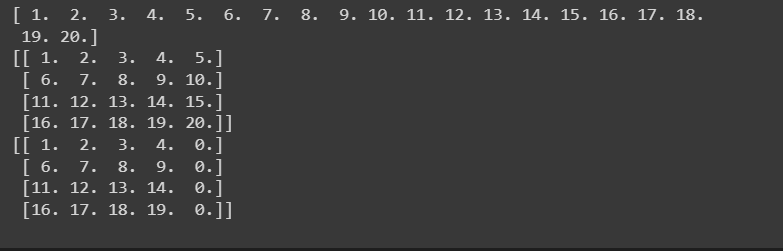 [ 1.  2.  3.  4.  5.  6.  7.  8.  9. 10. 11. 12. 13. 14. 15. 16. 17. 18.
 19. 20.]
[[ 1.  2.  3.  4.  5.]
 [ 6.  7.  8.  9. 10.]
 [11. 12. 13. 14. 15.]
 [16. 17. 18. 19. 20.]]
[[ 1.  2.  3.  4.  0.]
 [ 6.  7.  8.  9.  0.]
 [11. 12. 13. 14.  0.]
 [16. 17. 18. 19.  0.]]